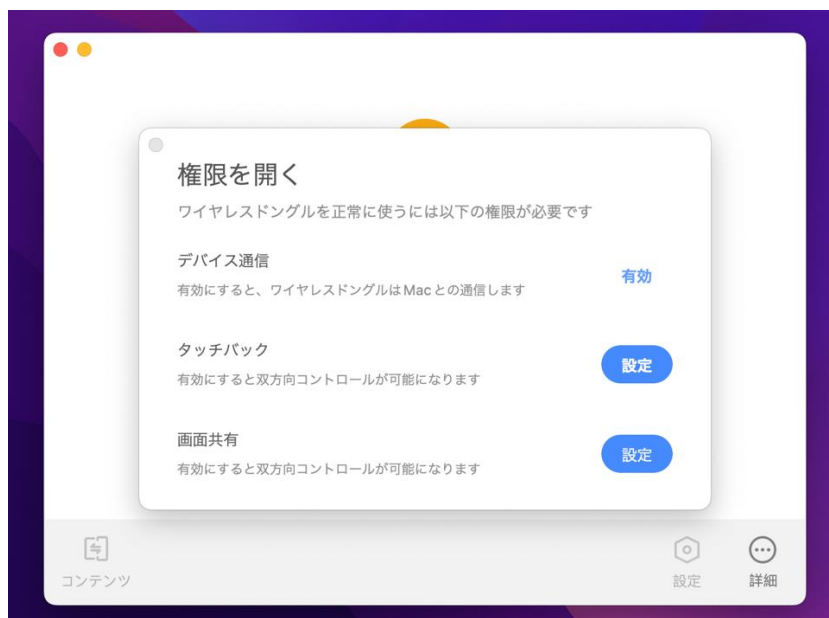 権限を開く
ワイヤレスドングルを正常に使うには以下の権限が必要です
デバイス通信
有効にすると、ワイヤレスドングルはMacとの通信します
有効
タッチバック
有効にすると双方向コントロールが可能になります
設定
画面共有
有効にすると双方向コントロールが可能になります
設定
コンテンツ
設定
詳細